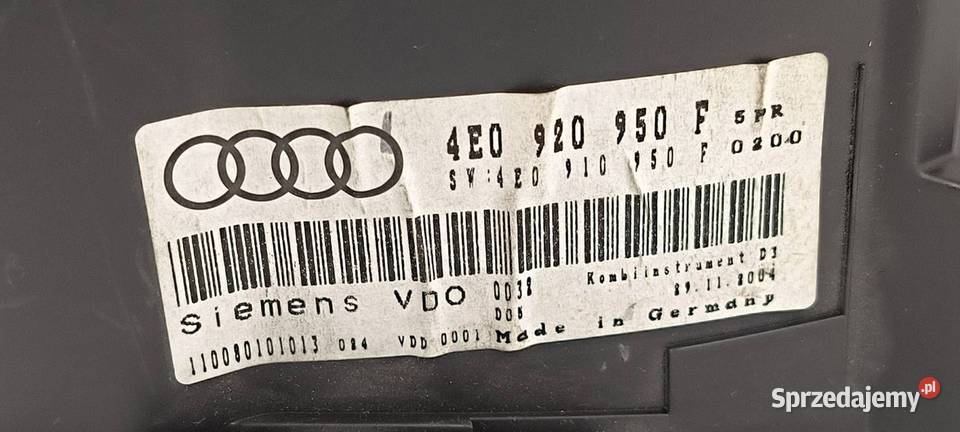 4E0 920 950 F 5PR
SW:4E0 910 950 F 0200
Siemens VDO 0038
Kombiinstrument D3
29.11.2004
D05
Made in Germany
110080101013 084 VDD 0001
Sprzedajemy.pl